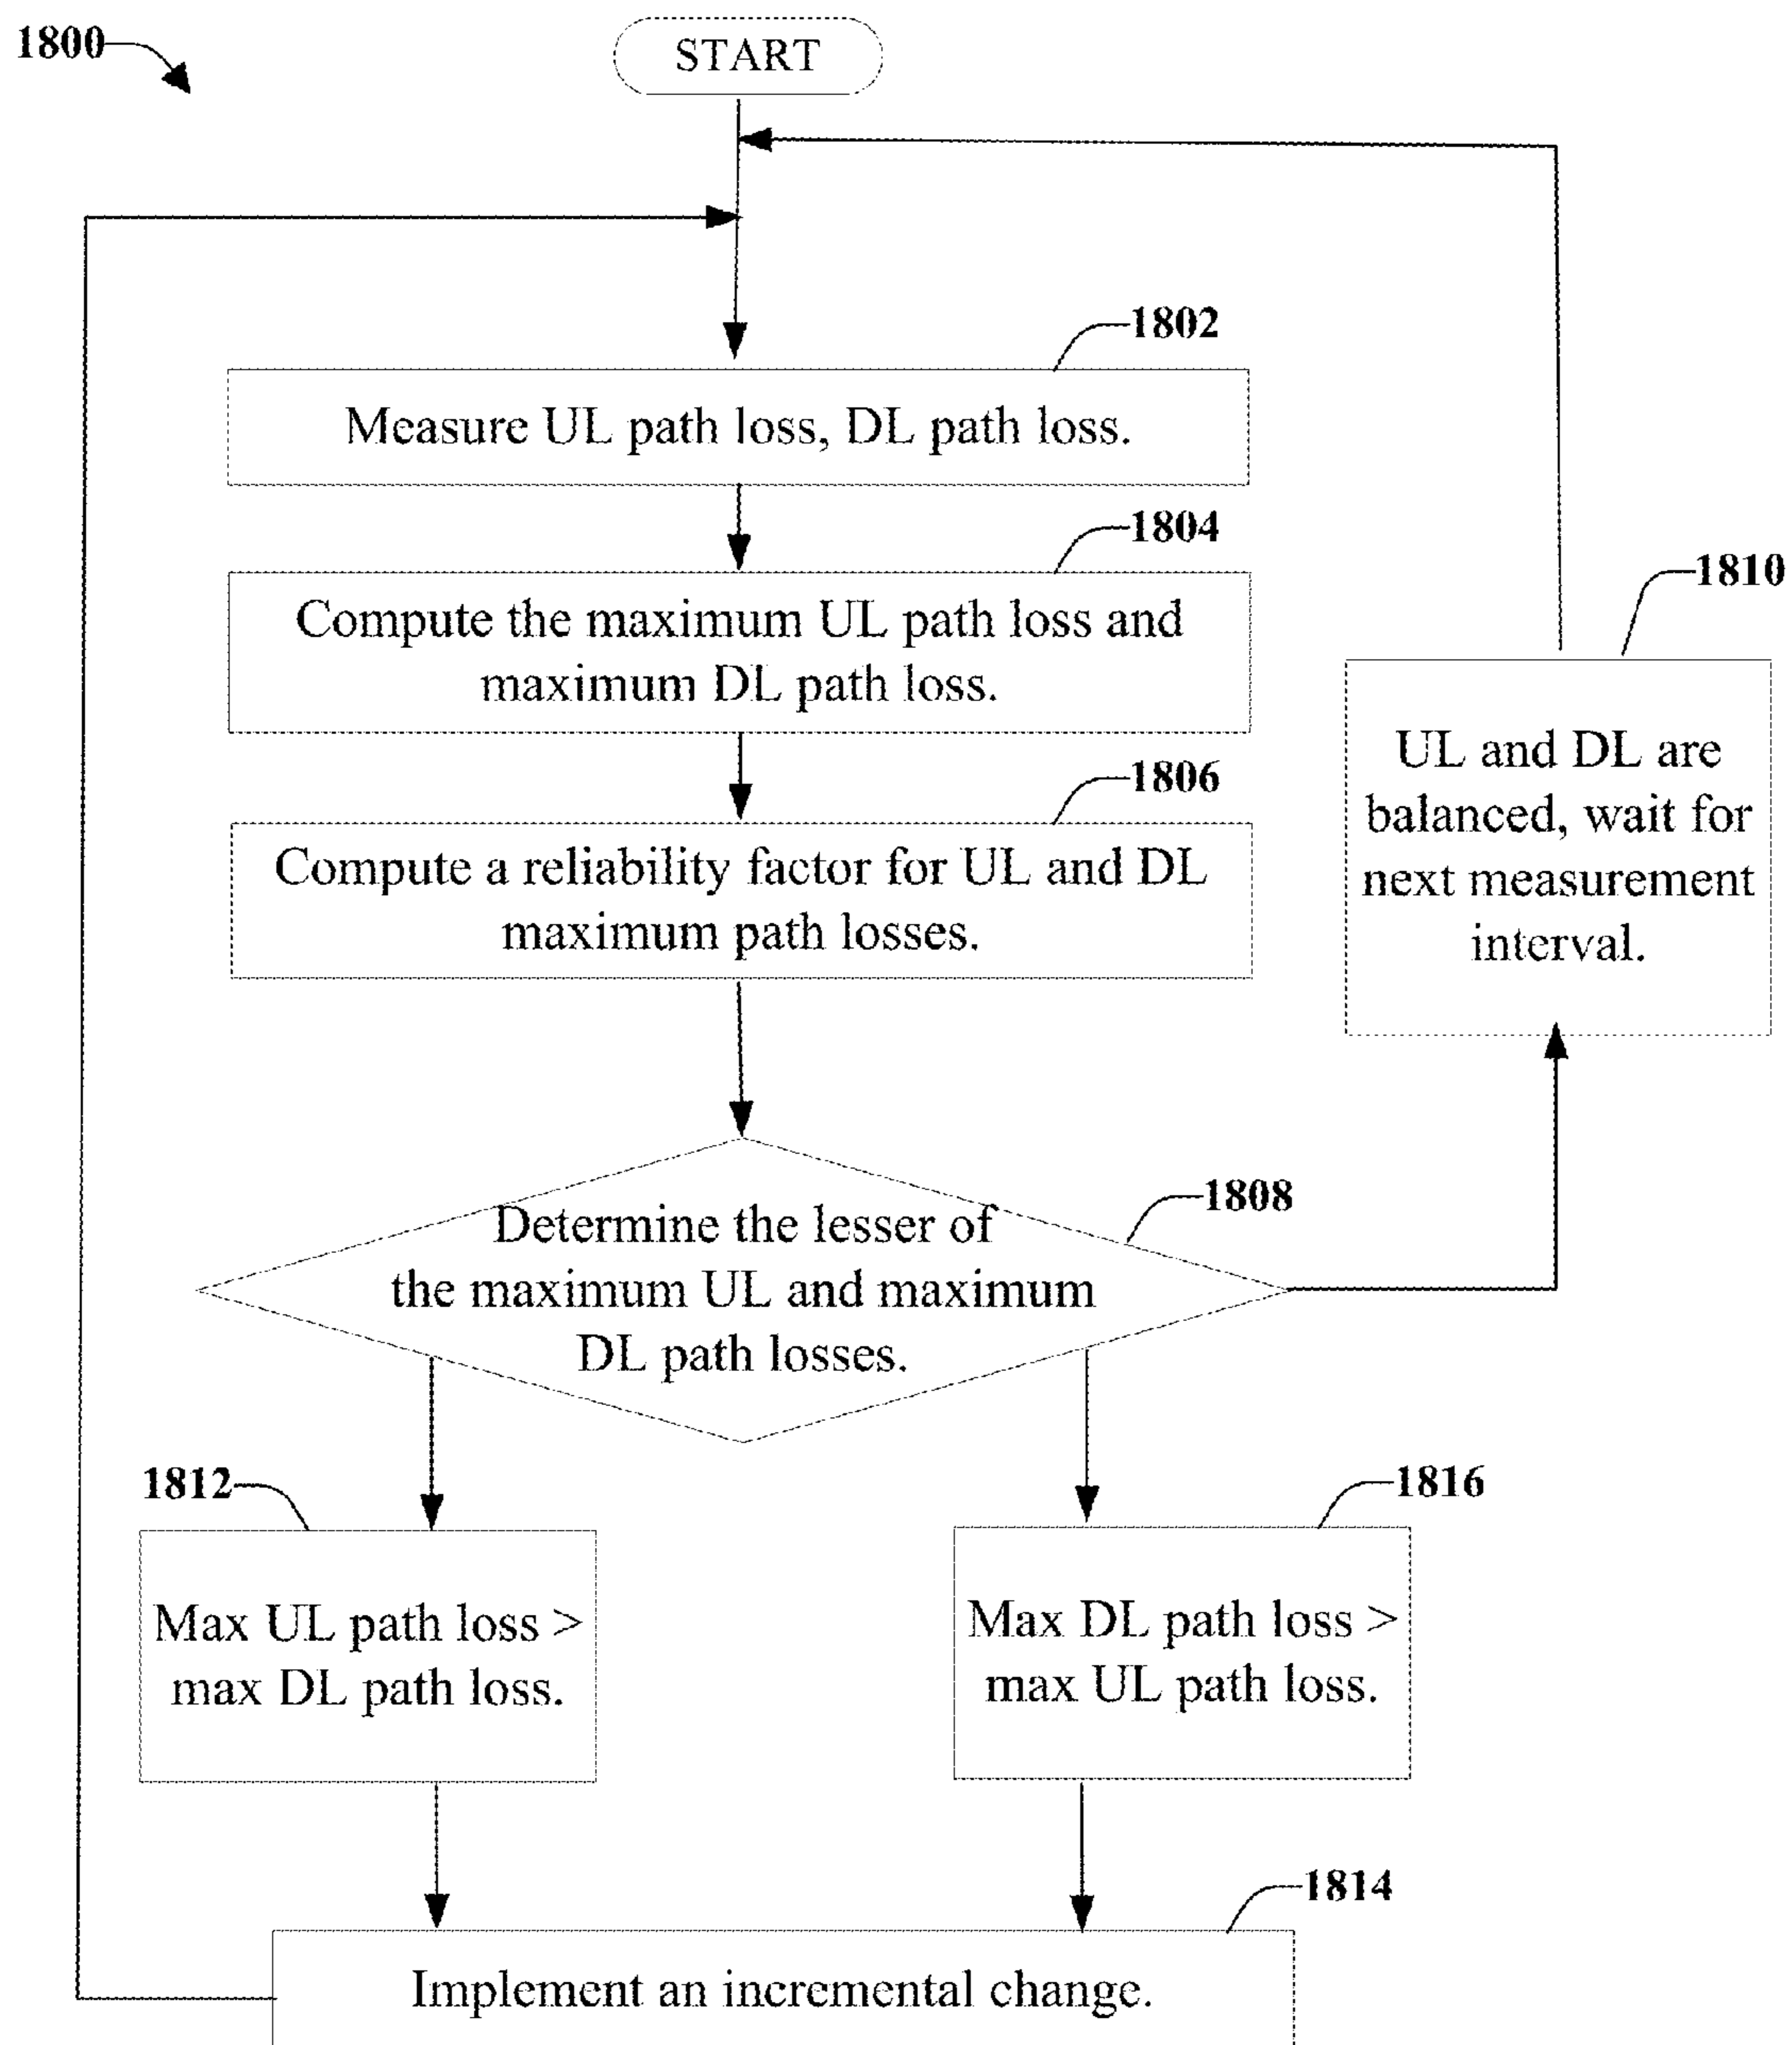 1800
START
1802
Measure UL path loss, DL path loss.
1804
Compute the maximum UL path loss and
maximum DL path loss.
1806
Compute a reliability factor for UL and DL
maximum path losses.
1810
UL and DL are
balanced, wait for
next measurement
interval.
1808
Determine the lesser of
the maximum UL and maximum
DL path losses.
1812
Max UL path loss >
max DL path loss.
1816
Max DL path loss >
max UL path loss.
1814
Implement an incremental change.